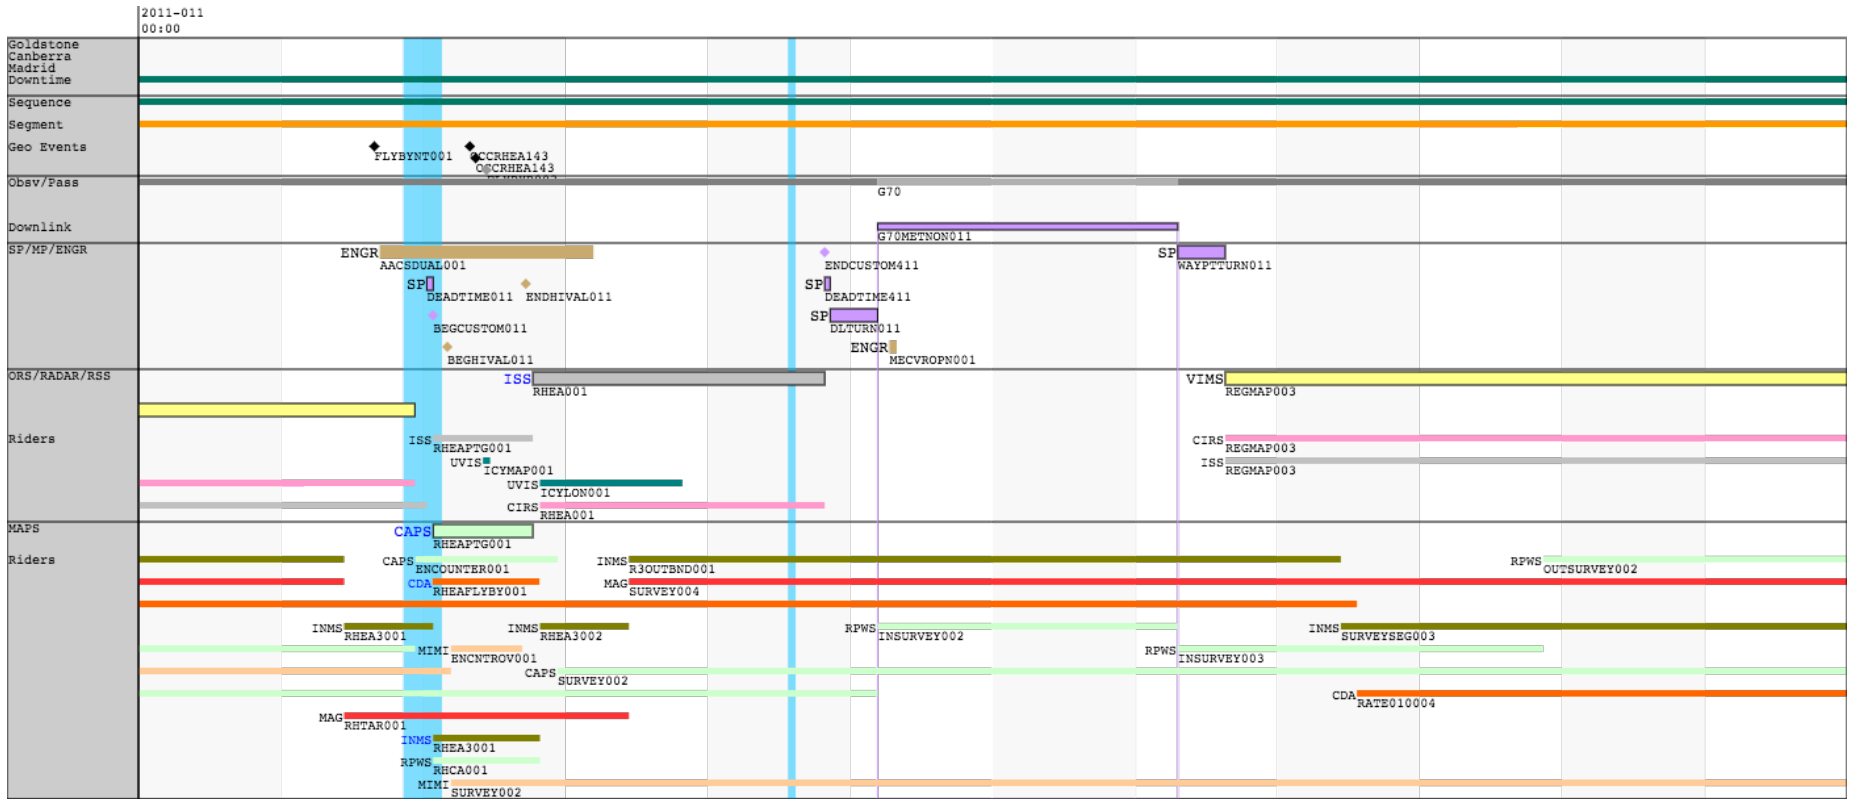 2011-011
00:00
Goldstone
Canberra
Madrid
Downtime
Sequence
Segment
Geo Events
FLYBYNT001
OCCRHEA143
OCCRHEA143
Obsv/Pass
G70
Downlink
G70METNON011
SP/MP/ENGR
ENGR
AACSDUAL001
ENDCUSTOM411
SP
WAYPTTURN011
SP
DEADTIME011
ENDHIVAL011
SP
DEADTIME411
BEGCUSTOM011
SP
DLTURN011
BEGHIVAL011
ENGR
MECVROPN001
ORS/RADAR/RSS
ISS
RHEA001
VIMS
REGMAP003
Riders
ISS
RHEAPTG001
CIRS
REGMAP003
UVIS
ICYMAP001
ISS
REGMAP003
UVIS
ICYLON001
CIRS
RHEA001
MAPS
CAPS
RHEAPTG001
Riders
CAPS
ENCOUNTER001
INMS
R3OUTBND001
RPWS
OUTSURVEY002
CDA
RHEAFLYBY001
MAG
SURVEY004
INMS
RHEA3001
INMS
RHEA3002
RPWS
INSURVEY002
INMS
SURVEYSEG003
MIMI
ENCNTROV001
RPWS
INSURVEY003
CAPS
SURVEY002
CDA
RATE010004
MAG
RHTAR001
INMS
RHEA3001
RPWS
RHCA001
MIMI
SURVEY002